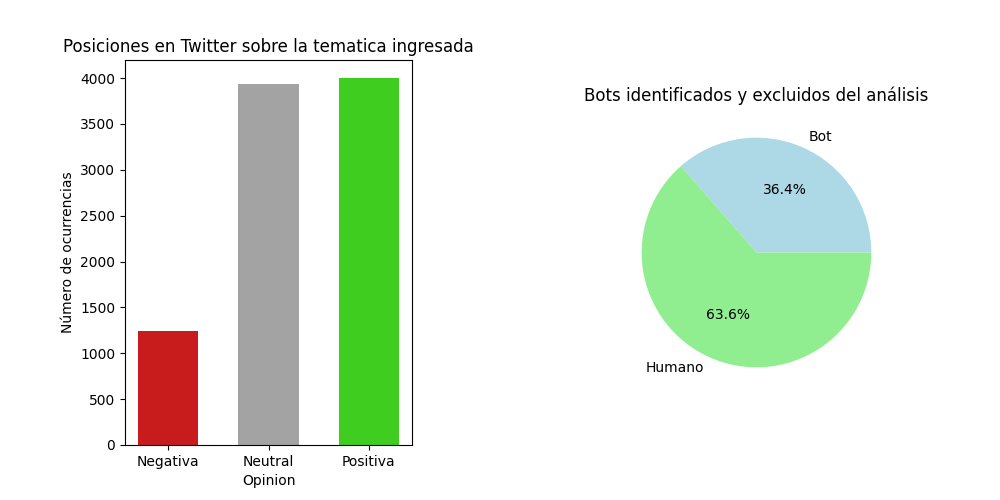 Posiciones en Twitter sobre la tematica ingresada
Número de ocurrencias
4000
3500
3000
2500
2000
1500
1000
500
0
Negativa
Neutral
Positiva
Opinion
Bots identificados y excluidos del análisis
Bot
36.4%
63.6%
Humano